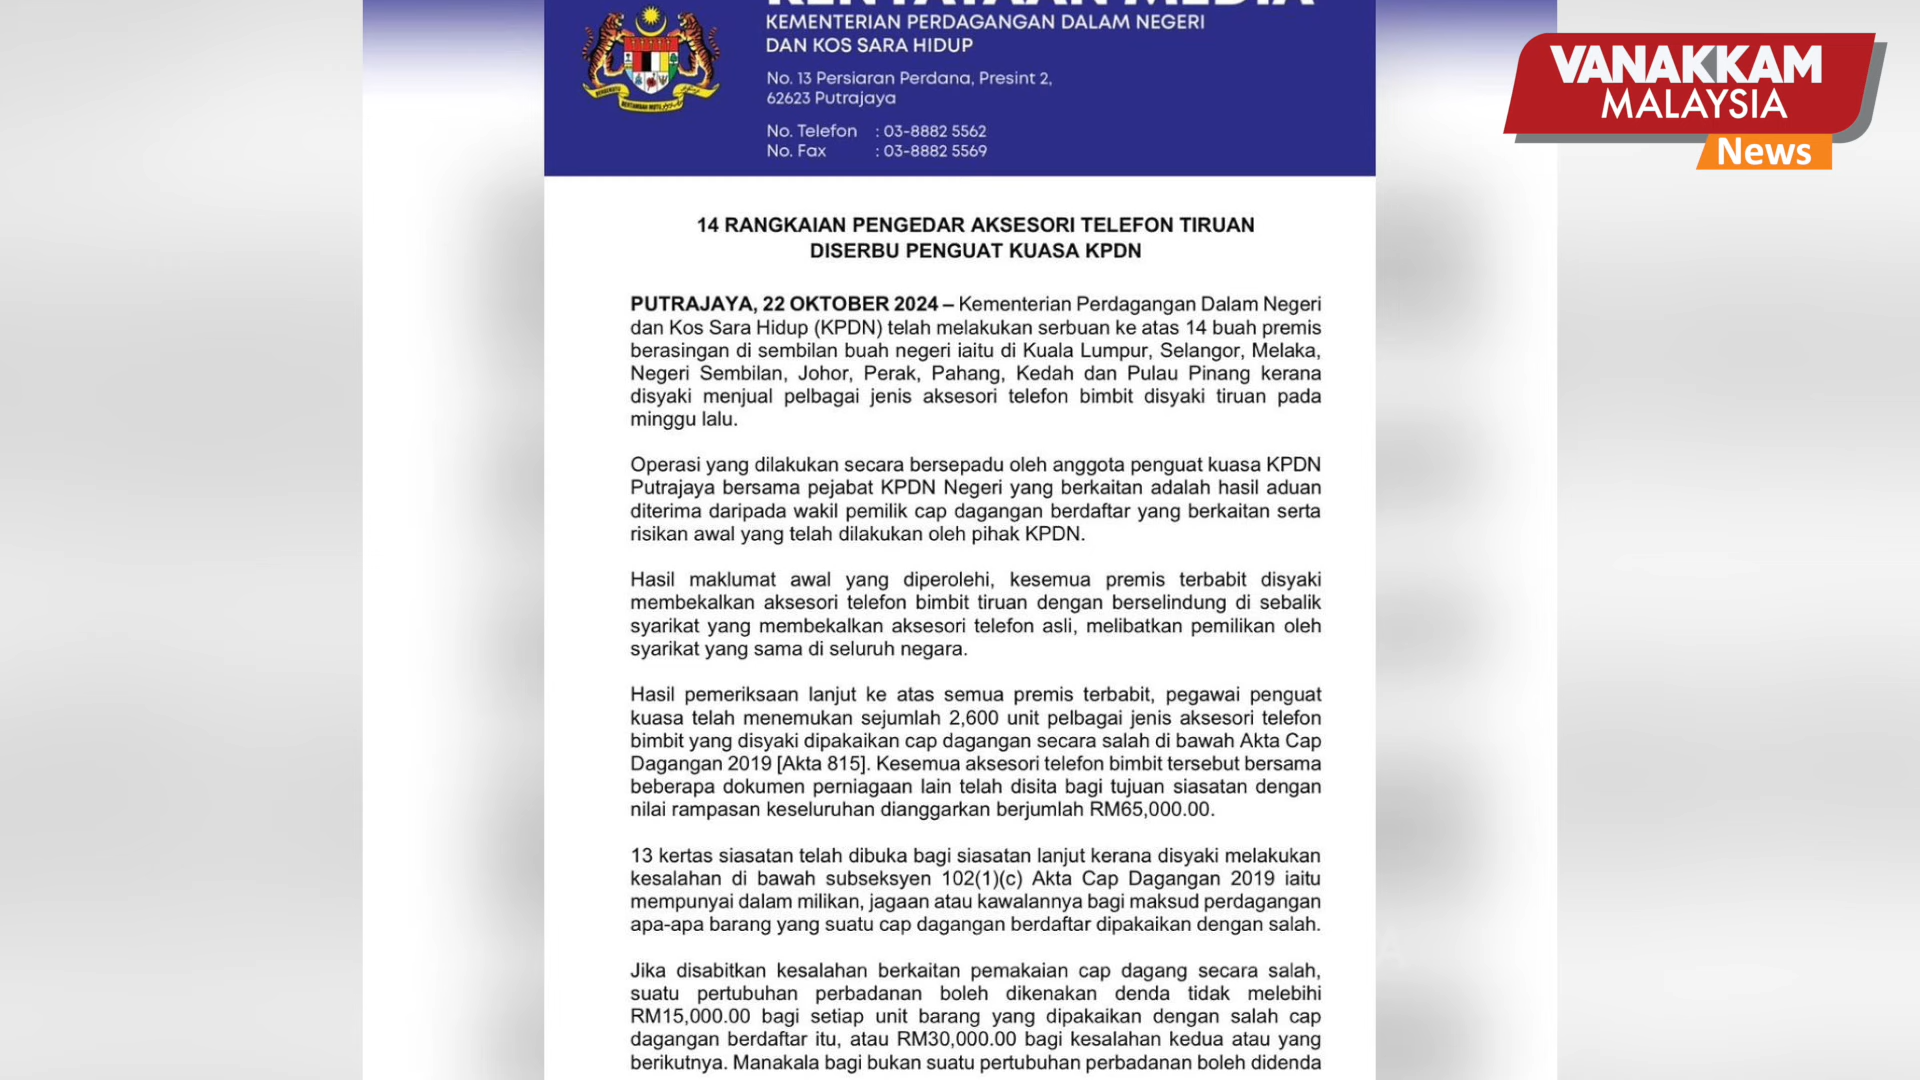 KENYATAAN MEDIA
KEMENTERIAN PERDAGANGAN DALAM NEGERI
DAN KOS SARA HIDUP
No. 13 Persiaran Perdana, Presint 2,
62623 Putrajaya
No. Telefon : 03-8882 5562
No. Fax : 03-8882 5569
VANAKKAM
MALAYSIA
News
14 RANGKAIAN PENGEDAR AKSESORI TELEFON TIRUAN
DISERBU PENGUAT KUASA KPDN
PUTRAJAYA, 22 OKTOBER 2024 – Kementerian Perdagangan Dalam Negeri
dan Kos Sara Hidup (KPDN) telah melakukan serbuan ke atas 14 buah premis
berasingan di sembilan buah negeri iaitu di Kuala Lumpur, Selangor, Melaka,
Negeri Sembilan, Johor, Perak, Pahang, Kedah dan Pulau Pinang kerana
disyaki menjual pelbagai jenis aksesori telefon bimbit disyaki tiruan pada
minggu lalu.
Operasi yang dilakukan secara bersepadu oleh anggota penguat kuasa KPDN
Putrajaya bersama pejabat KPDN Negeri yang berkaitan adalah hasil aduan
diterima daripada wakil pemilik cap dagangan berdaftar yang berkaitan serta
risikan awal yang telah dilakukan oleh pihak KPDN.
Hasil maklumat awal yang diperolehi, kesemua premis terbabit disyaki
membekalkan aksesori telefon bimbit tiruan dengan berselindung di sebalik
syarikat yang membekalkan aksesori telefon asli, melibatkan pemilikan oleh
syarikat yang sama di seluruh negara.
Hasil pemeriksaan lanjut ke atas semua premis terbabit, pegawai penguat
kuasa telah menemukan sejumlah 2,600 unit pelbagai jenis aksesori telefon
bimbit yang disyaki dipakaikan cap dagangan secara salah di bawah Akta Cap
Dagangan 2019 [Akta 815]. Kesemua aksesori telefon bimbit tersebut bersama
beberapa dokumen perniagaan lain telah disita bagi tujuan siasatan dengan
nilai rampasan keseluruhan dianggarkan berjumlah RM65,000.00.
13 kertas siasatan telah dibuka bagi siasatan lanjut kerana disyaki melakukan
kesalahan di bawah subseksyen 102(1)(c) Akta Cap Dagangan 2019 iaitu
mempunyai dalam milikan, jagaan atau kawalannya bagi maksud perdagangan
apa-apa barang yang suatu cap dagangan berdaftar dipakaikan dengan salah.
Jika disabitkan kesalahan berkaitan pemakaian cap dagang secara salah,
suatu pertubuhan perbadanan boleh dikenakan denda tidak melebihi
RM15,000.00 bagi setiap unit barang yang dipakaikan dengan salah cap
dagangan berdaftar itu, atau RM30,000.00 bagi kesalahan kedua atau yang
berikutnya. Manakala bagi bukan suatu pertubuhan perbadanan boleh didenda